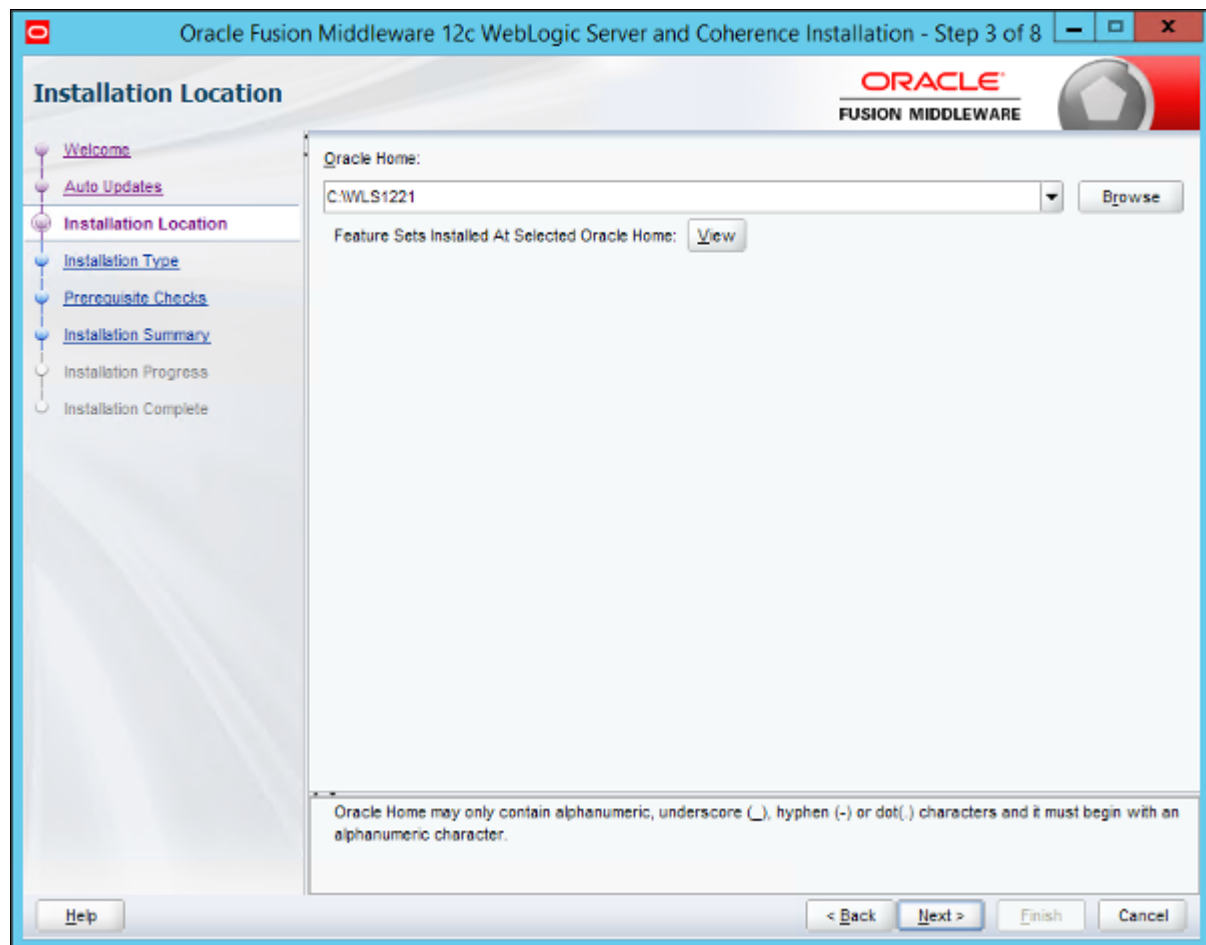 Oracle Fusion Middleware 12c WebLogic Server and Coherence Installation - Step 3 of 8
Installation Location
ORACLE
FUSION MIDDLEWARE
Welcome
Auto Updates
Installation Location
Installation Type
Prerequisite Checks
Installation Summary
Installation Progress
Installation Complete
Oracle Home:
C:\WLS1221
Browse
Feature Sets Installed At Selected Oracle Home:
View
Oracle Home may only contain alphanumeric, underscore (_), hyphen (-) or dot(.) characters and it must begin with an
alphanumeric character.
Help
< Back
Next >
Finish
Cancel